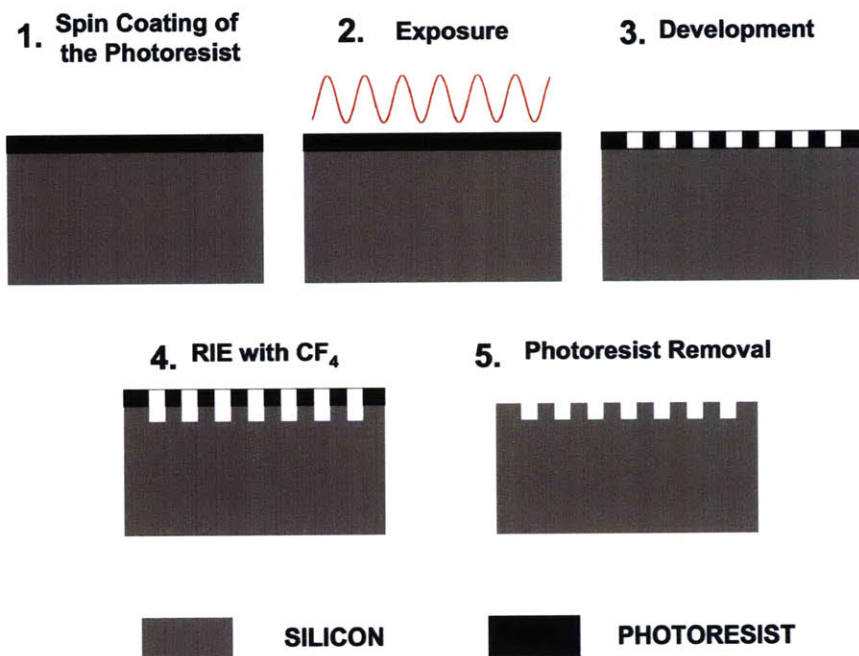 1. Spin Coating of
the Photoresist
2. Exposure
3. Development
4. RIE with CF₄
5. Photoresist Removal
SILICON
PHOTORESIST